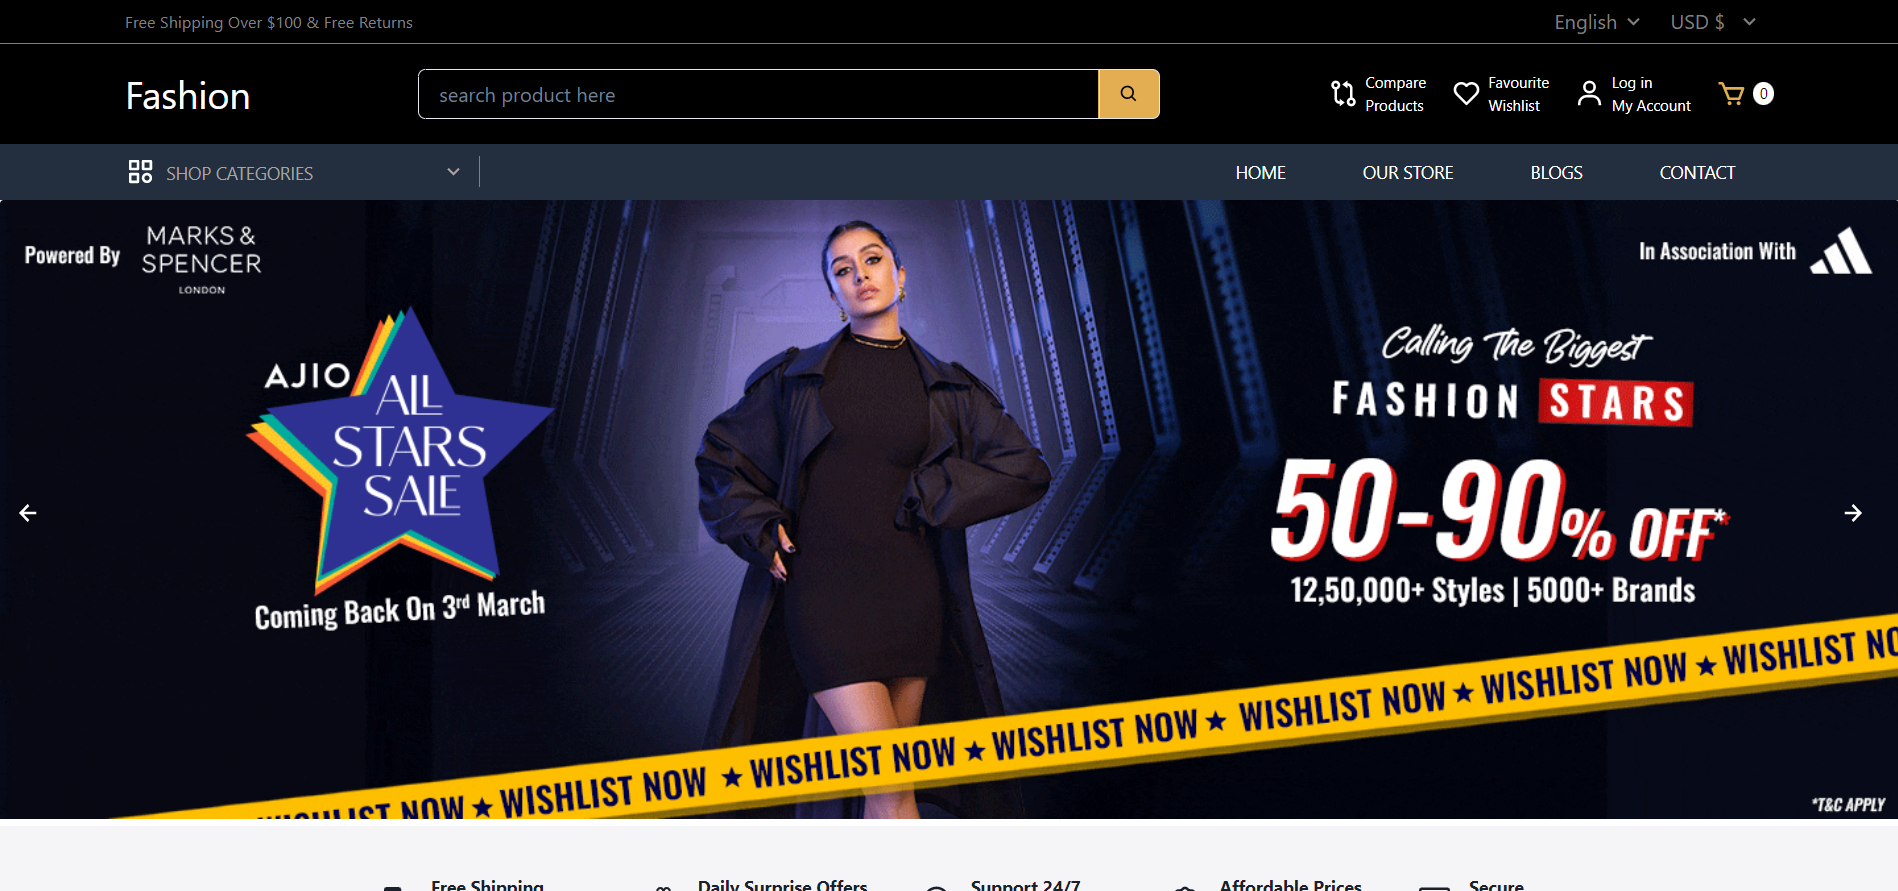 Free Shipping Over $100 & Free Returns
English
USD $
Fashion
search product here
Compare
Products
Favourite
Wishlist
Log in
My Account
0
SHOP CATEGORIES
HOME
OUR STORE
BLOGS
CONTACT
Powered By
MARKS &
SPENCER
LONDON
In Association With
AJIO
ALL
STARS
SALE
Coming Back On 3rd March
Calling The Biggest
FASHION STARS
50-90% OFF*
12,50,000+ Styles | 5000+ Brands
WISHLIST NOW ★ WISHLIST NOW ★ WISHLIST NOW ★ WISHLIST NOW ★ WISHLIST NOW ★ WISHLIST NO
*T&C APPLY
Free Shipping
Daily Surprise Offers
Support 24/7
Affordable Prices
Secure